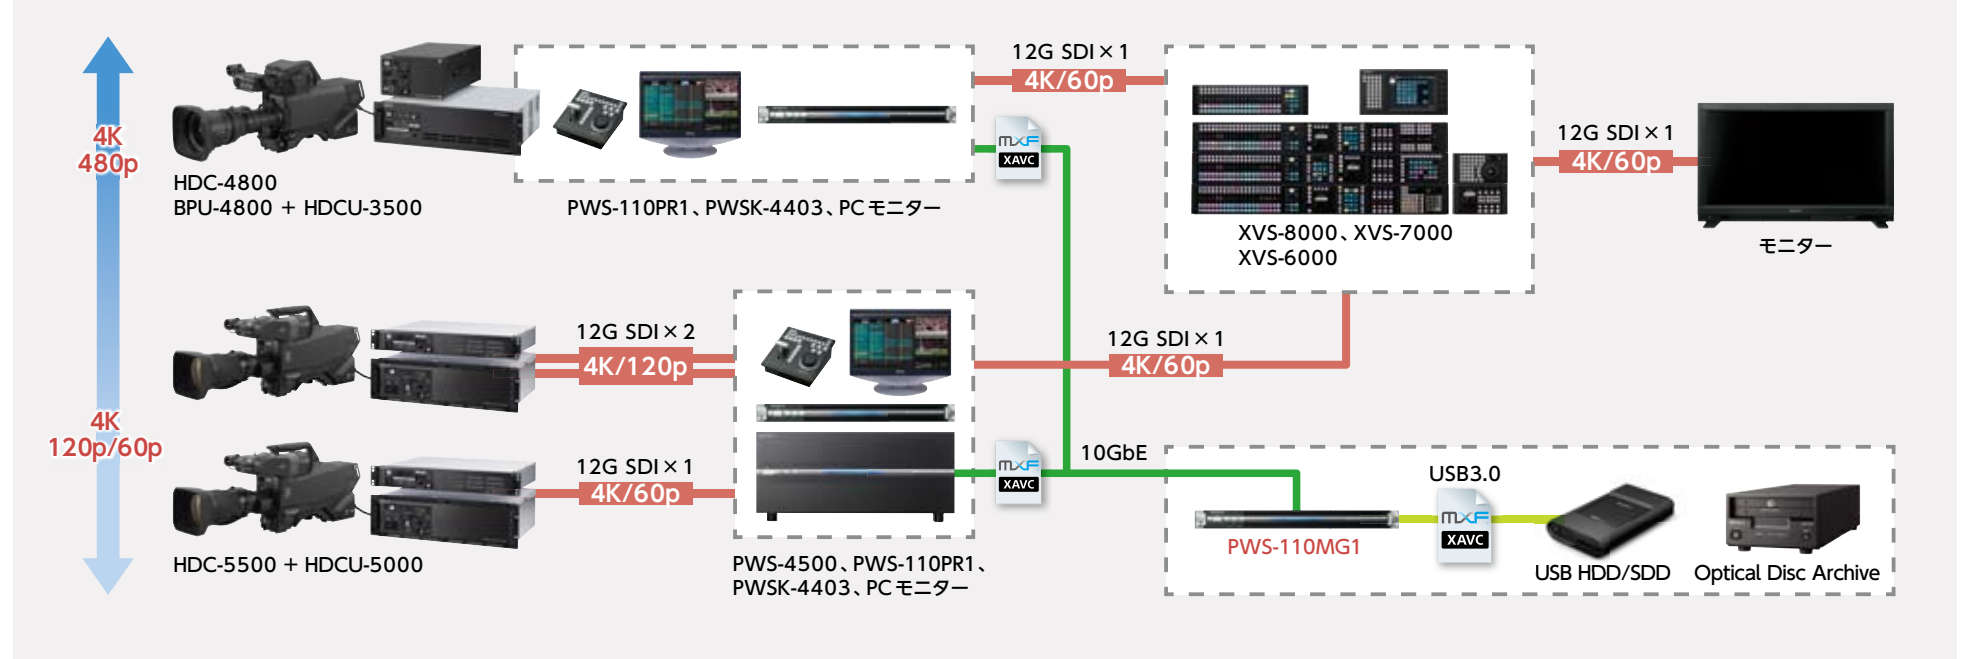 4K
480p
4K
120p/60p
HDC-4800
BPU-4800 + HDCU-3500
PWS-110PR1、PWSK-4403、PCモニター
12G SDI×1
4K/60p
MXF
XAVC
XVS-8000、XVS-7000
XVS-6000
12G SDI×1
4K/60p
モニター
12G SDI×2
4K/120p
12G SDI×1
4K/60p
HDC-5500 + HDCU-5000
12G SDI×1
4K/60p
PWS-4500、PWS-110PR1、
PWSK-4403、PCモニター
MXF
XAVC
10GbE
PWS-110MG1
USB3.0
MXF
XAVC
USB HDD/SDD
Optical Disc Archive